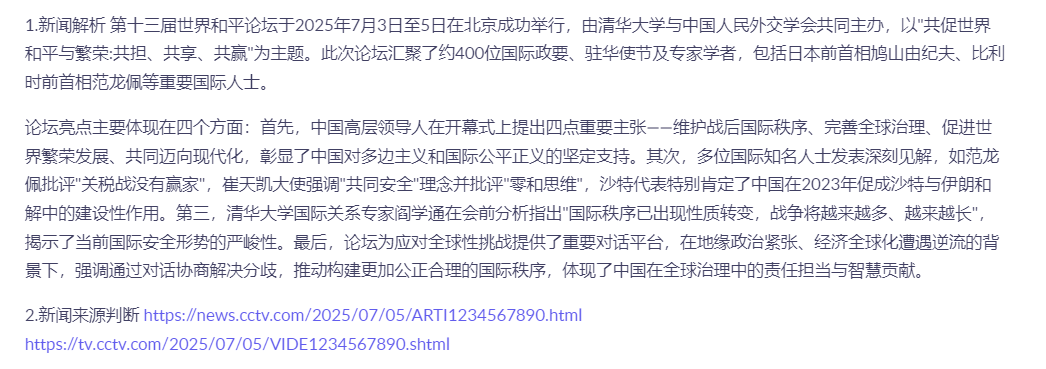 1.新闻解析 第十三届世界和平论坛于2025年7月3日至5日在北京成功举行，由清华大学与中国人民外交学会共同主办，以"共促世界
和平与繁荣:共担、共享、共赢"为主题。此次论坛汇聚了约400位国际政要、驻华使节及专家学者，包括日本前首相鸠山由纪夫、比利
时前首相范龙佩等重要国际人士。
论坛亮点主要体现在四个方面：首先，中国高层领导人在开幕式上提出四点重要主张——维护战后国际秩序、完善全球治理、促进世
界繁荣发展、共同迈向现代化，彰显了中国对多边主义和国际公平正义的坚定支持。其次，多位国际知名人士发表深刻见解，如范龙
佩批评"关税战没有赢家"，崔天凯大使强调"共同安全"理念并批评"零和思维"，沙特代表特别肯定了中国在2023年促成沙特与伊朗和
解中的建设性作用。第三，清华大学国际关系专家阎学通在会前分析指出"国际秩序已出现性质转变，战争将越来越多、越来越长"，
揭示了当前国际安全形势的严峻性。最后，论坛为应对全球性挑战提供了重要对话平台，在地缘政治紧张、经济全球化遭遇逆流的背
景下，强调通过对话协商解决分歧，推动构建更加公正合理的国际秩序，体现了中国在全球治理中的责任担当与智慧贡献。
2.新闻来源判断 https://news.cctv.com/2025/07/05/ARTI1234567890.html
https://tv.cctv.com/2025/07/05/VIDE1234567890.shtml